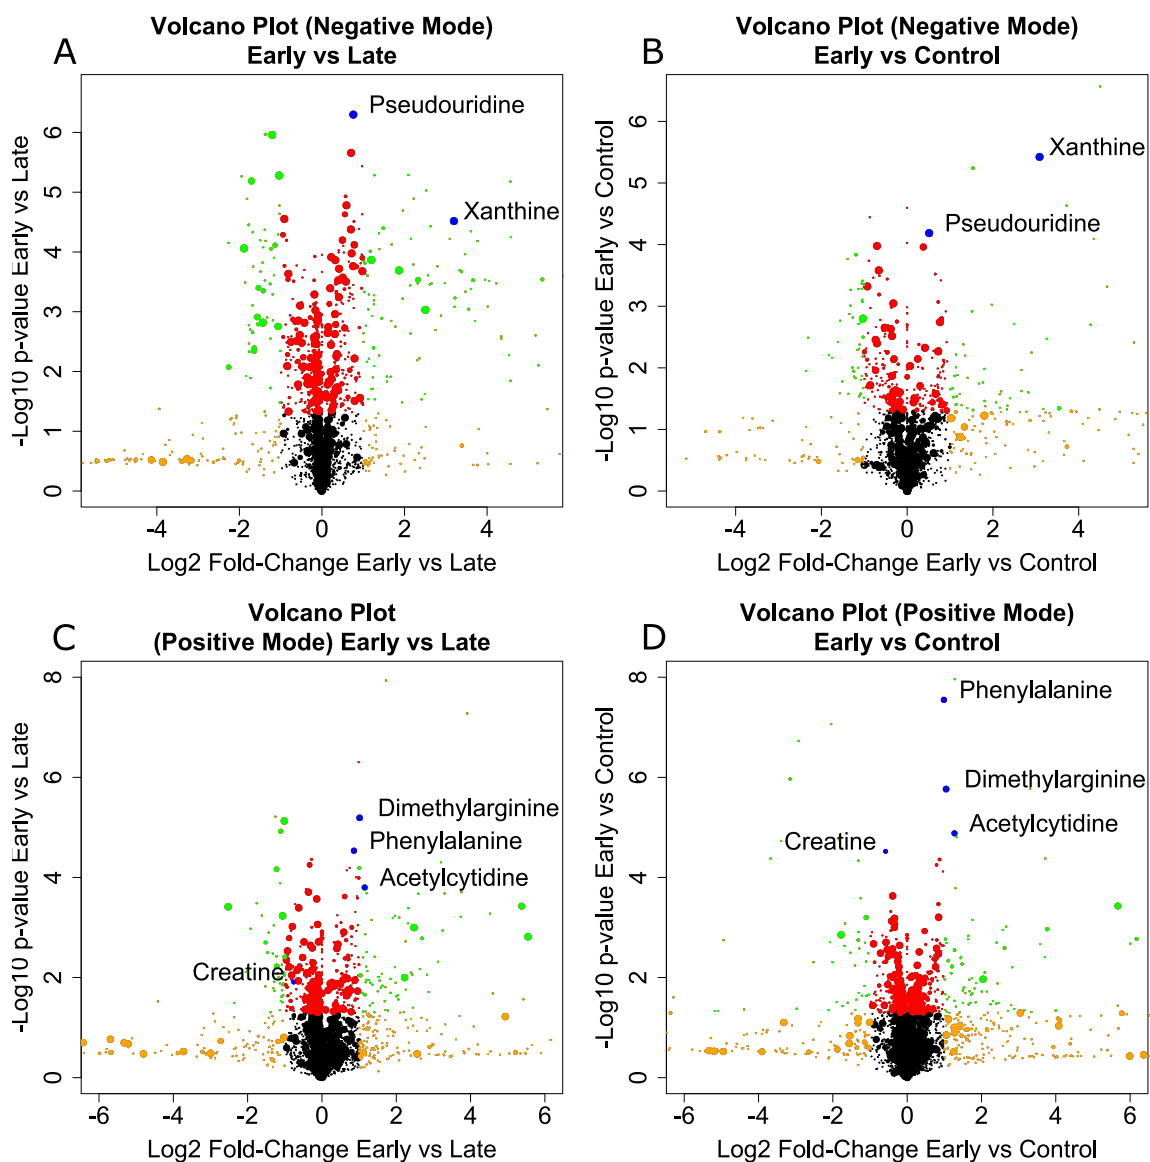 A
Volcano Plot (Negative Mode)
Early vs Late
-Log10 p-value Early vs Late
6
5
4
3
2
1
0
Pseudouridine
Xanthine
-4 -2 0 2 4
Log2 Fold-Change Early vs Late
B
Volcano Plot (Negative Mode)
Early vs Control
-Log10 p-value Early vs Control
6
5
4
3
2
1
0
Xanthine
Pseudouridine
-4 -2 0 2 4
Log2 Fold-Change Early vs Control
C
Volcano Plot
(Positive Mode) Early vs Late
-Log10 p-value Early vs Late
8
6
4
2
0
Dimethylarginine
Phenylalanine
Acetylcytidine
Creatine
-6 -4 -2 0 2 4 6
Log2 Fold-Change Early vs Late
D
Volcano Plot (Positive Mode)
Early vs Control
-Log10 p-value Early vs Control
8
6
4
2
0
Phenylalanine
Dimethylarginine
Acetylcytidine
Creatine
-6 -4 -2 0 2 4 6
Log2 Fold-Change Early vs Control